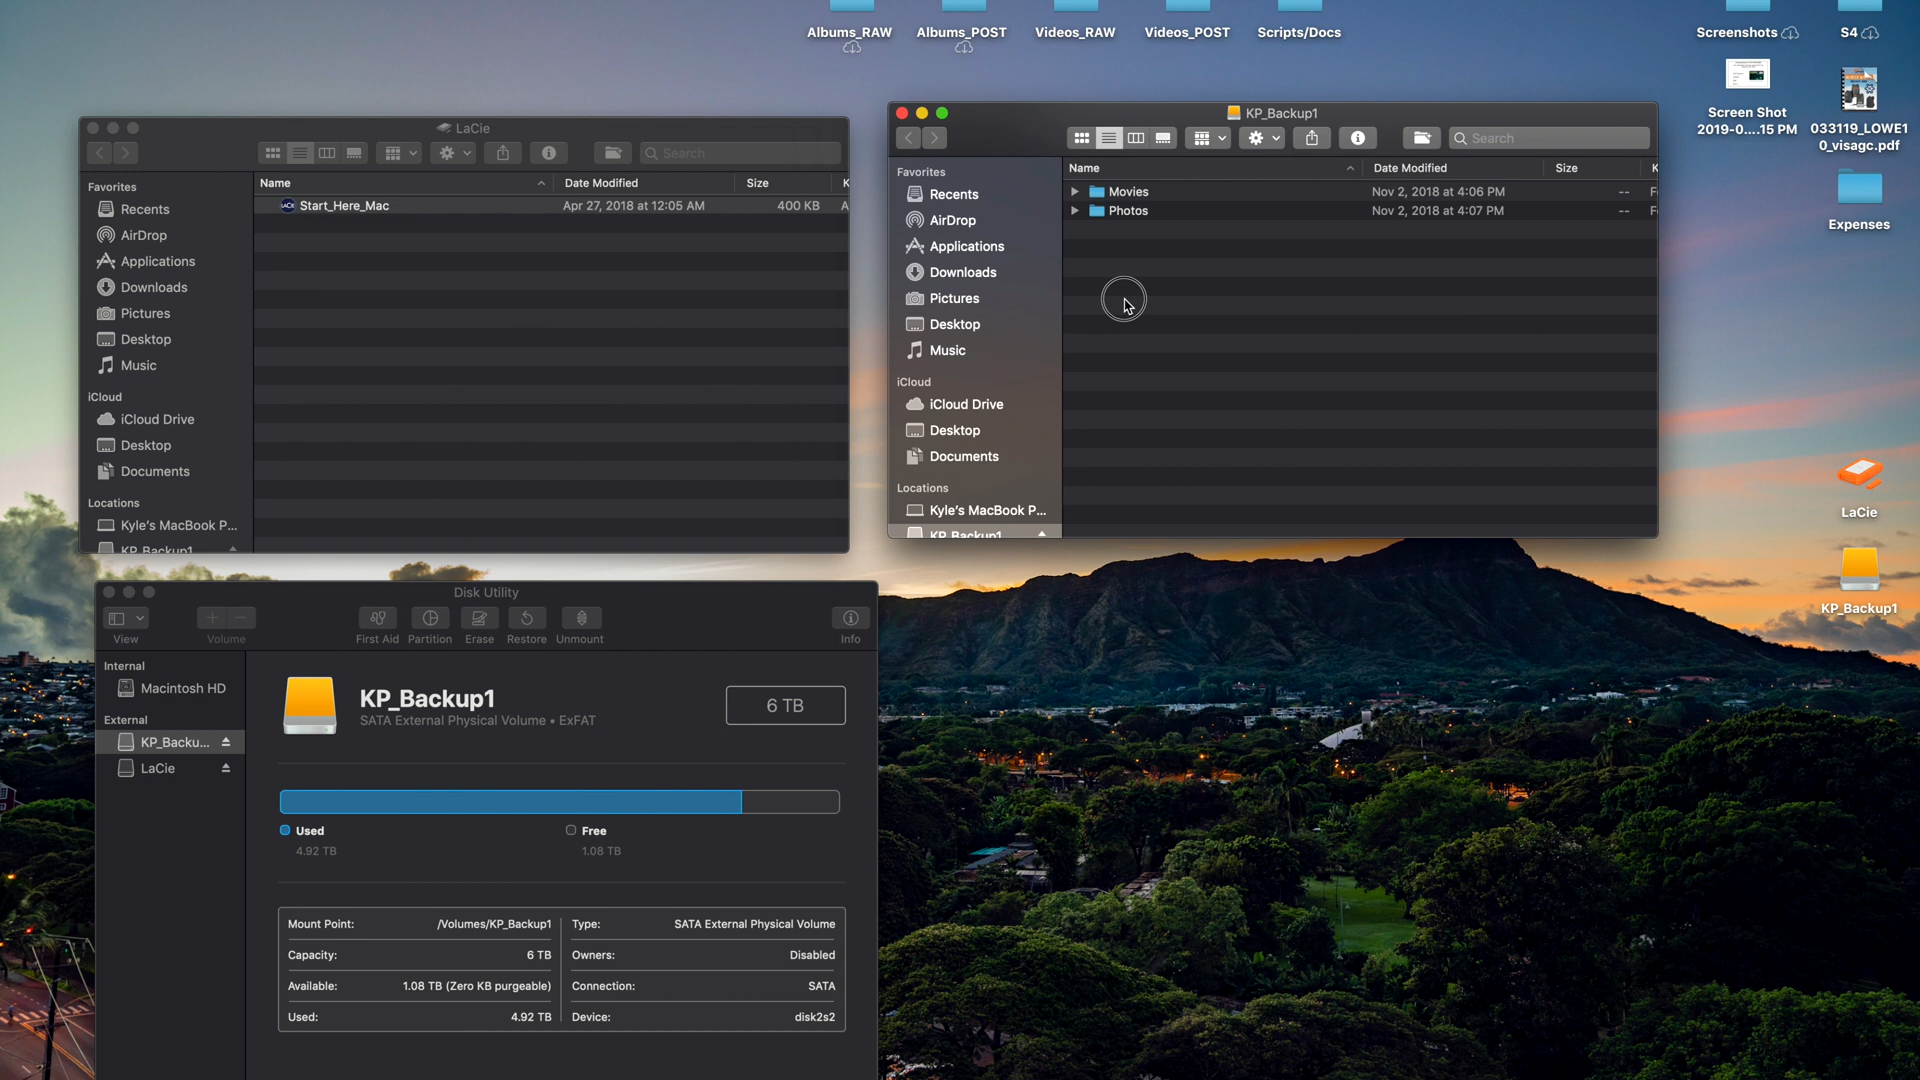 Albums_RAW
Albums_POST
Videos_RAW
Videos_POST
Scripts/Docs
Screenshots
S4
Screen Shot
2019-0....15 PM
033119_LOWE1
0_visagc.pdf
Expenses
LaCie
KP_Backup1
LaCie
Search
Favorites
Recents
AirDrop
Applications
Downloads
Pictures
Desktop
Music
iCloud
iCloud Drive
Desktop
Documents
Locations
Kyle's MacBook P...
KP_Backup1
Name
Date Modified
Size
K
Start_Here_Mac
Apr 27, 2018 at 12:05 AM
400 KB
A
KP_Backup1
Search
Favorites
Recents
AirDrop
Applications
Downloads
Pictures
Desktop
Music
iCloud
iCloud Drive
Desktop
Documents
Locations
Kyle's MacBook P...
KP_Backup1
Name
Date Modified
Size
K
Movies
Nov 2, 2018 at 4:06 PM
--
F
Photos
Nov 2, 2018 at 4:07 PM
--
F
Disk Utility
View
Volume
First Aid
Partition
Erase
Restore
Unmount
Info
Internal
Macintosh HD
External
KP_Backu...
LaCie
KP_Backup1
SATA External Physical Volume • ExFAT
6 TB
Used
4.92 TB
Free
1.08 TB
Mount Point:
/Volumes/KP_Backup1
Type:
SATA External Physical Volume
Capacity:
6 TB
Owners:
Disabled
Available:
1.08 TB (Zero KB purgeable)
Connection:
SATA
Used:
4.92 TB
Device:
disk2s2